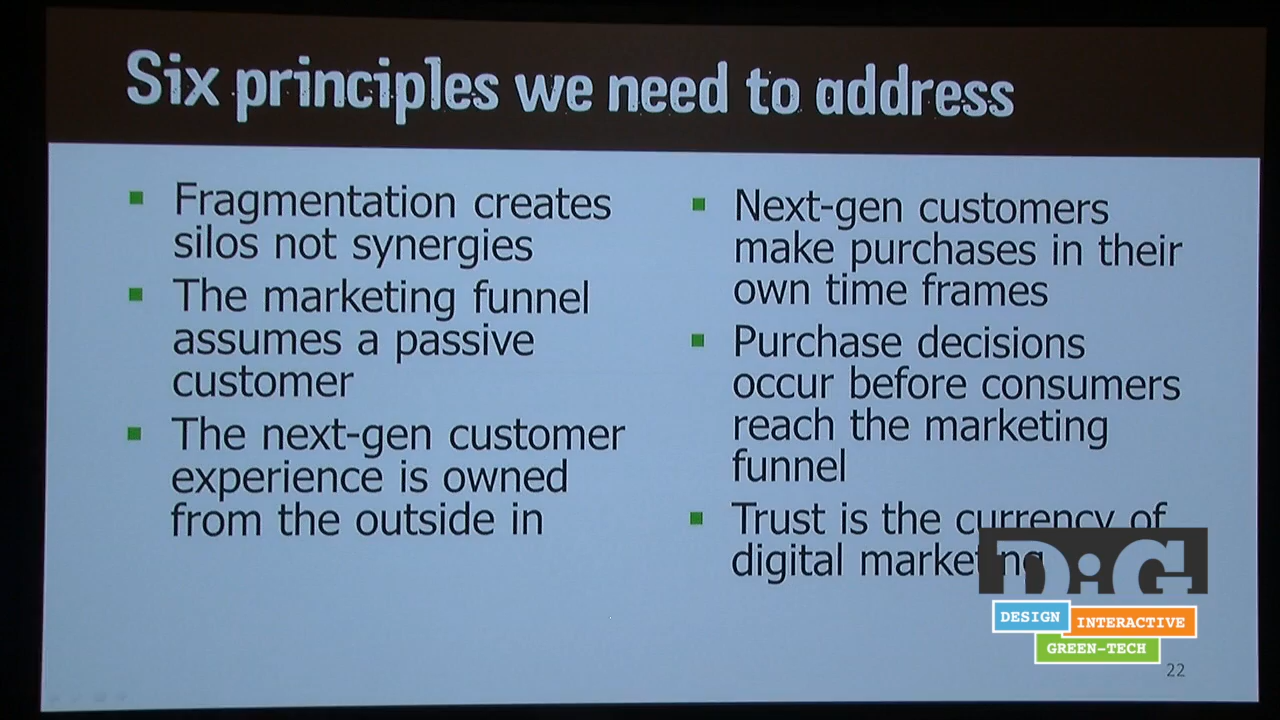 Six principles we need to address
Fragmentation creates
silos not synergies
The marketing funnel
assumes a passive
customer
The next-gen customer
experience is owned
from the outside in
Next-gen customers
make purchases in their
own time frames
Purchase decisions
occur before consumers
reach the marketing
funnel
Trust is the currency of
digital marketing
DiG
DESIGN
INTERACTIVE
GREEN-TECH
22